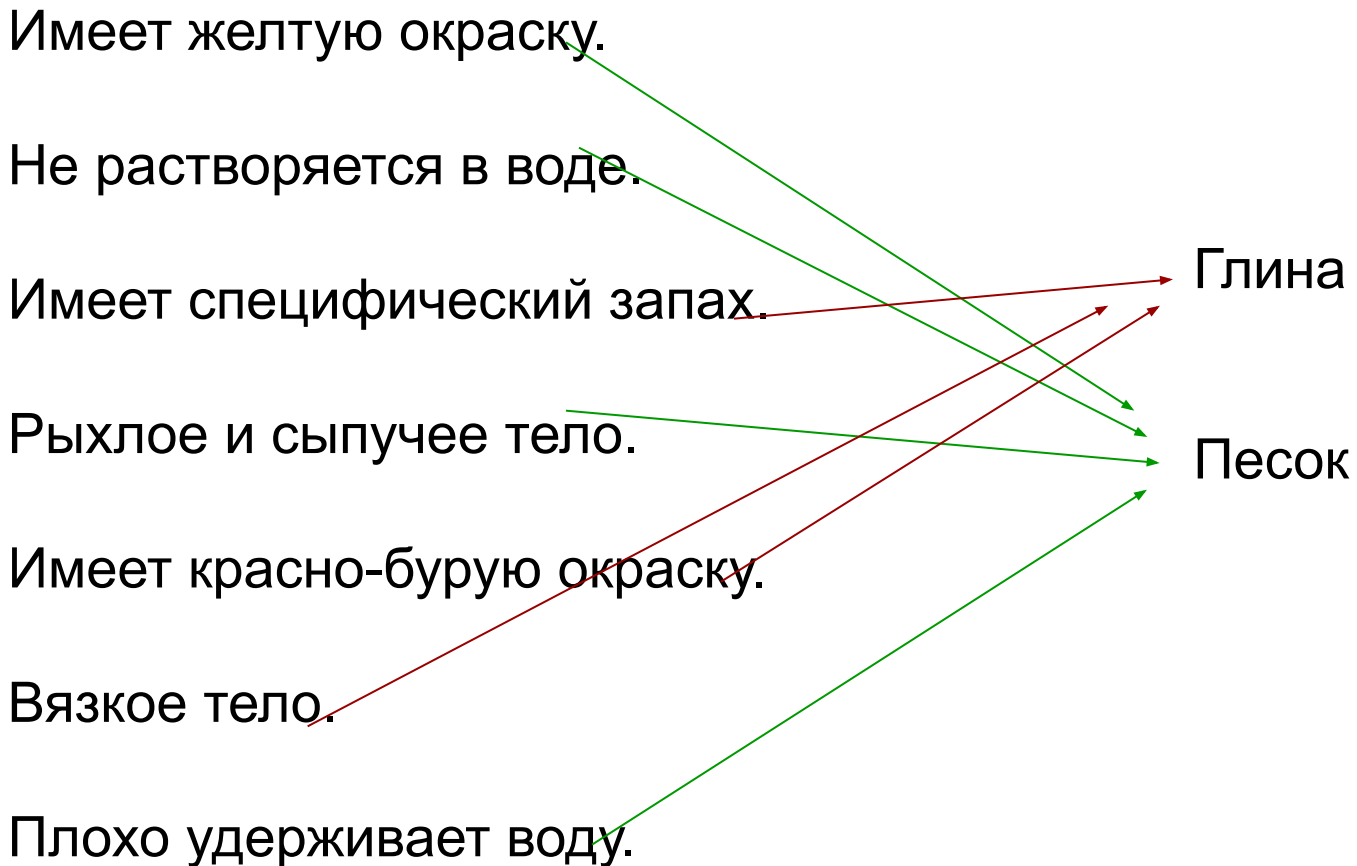 Имеет желтую окраску.
Не растворяется в воде.
Имеет специфический запах.
Рыхлое и сыпучее тело.
Имеет красно-бурую окраску.
Вязкое тело.
Плохо удерживает воду.
Глина
Песок